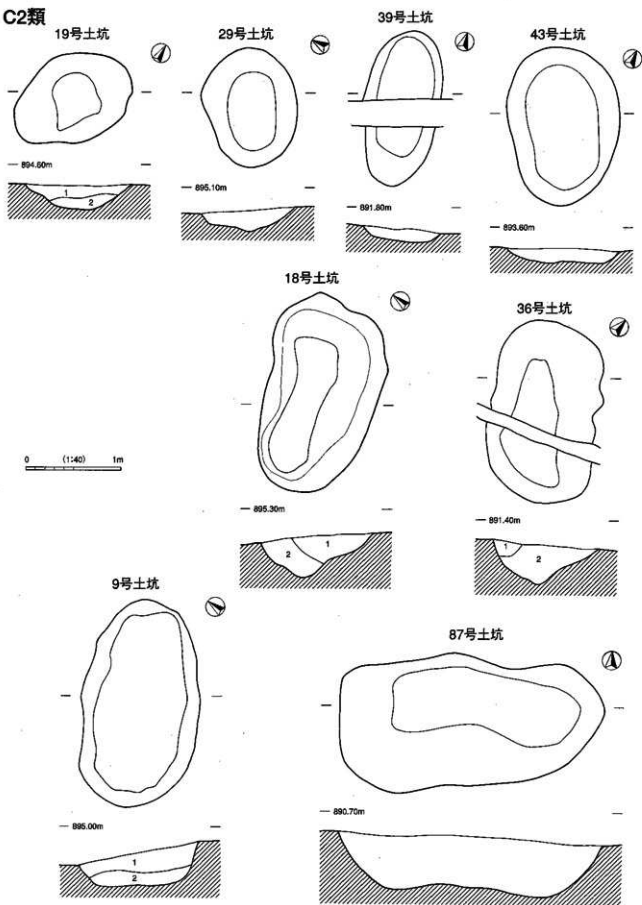 C2類
19号土坑
29号土坑
39号土坑
43号土坑
894.60m
1
2
895.10m
891.80m
893.60m
18号土坑
36号土坑
0 (1:40) 1m
895.30m
1
2
891.40m
1
2
9号土坑
87号土坑
895.00m
1
2
890.70m